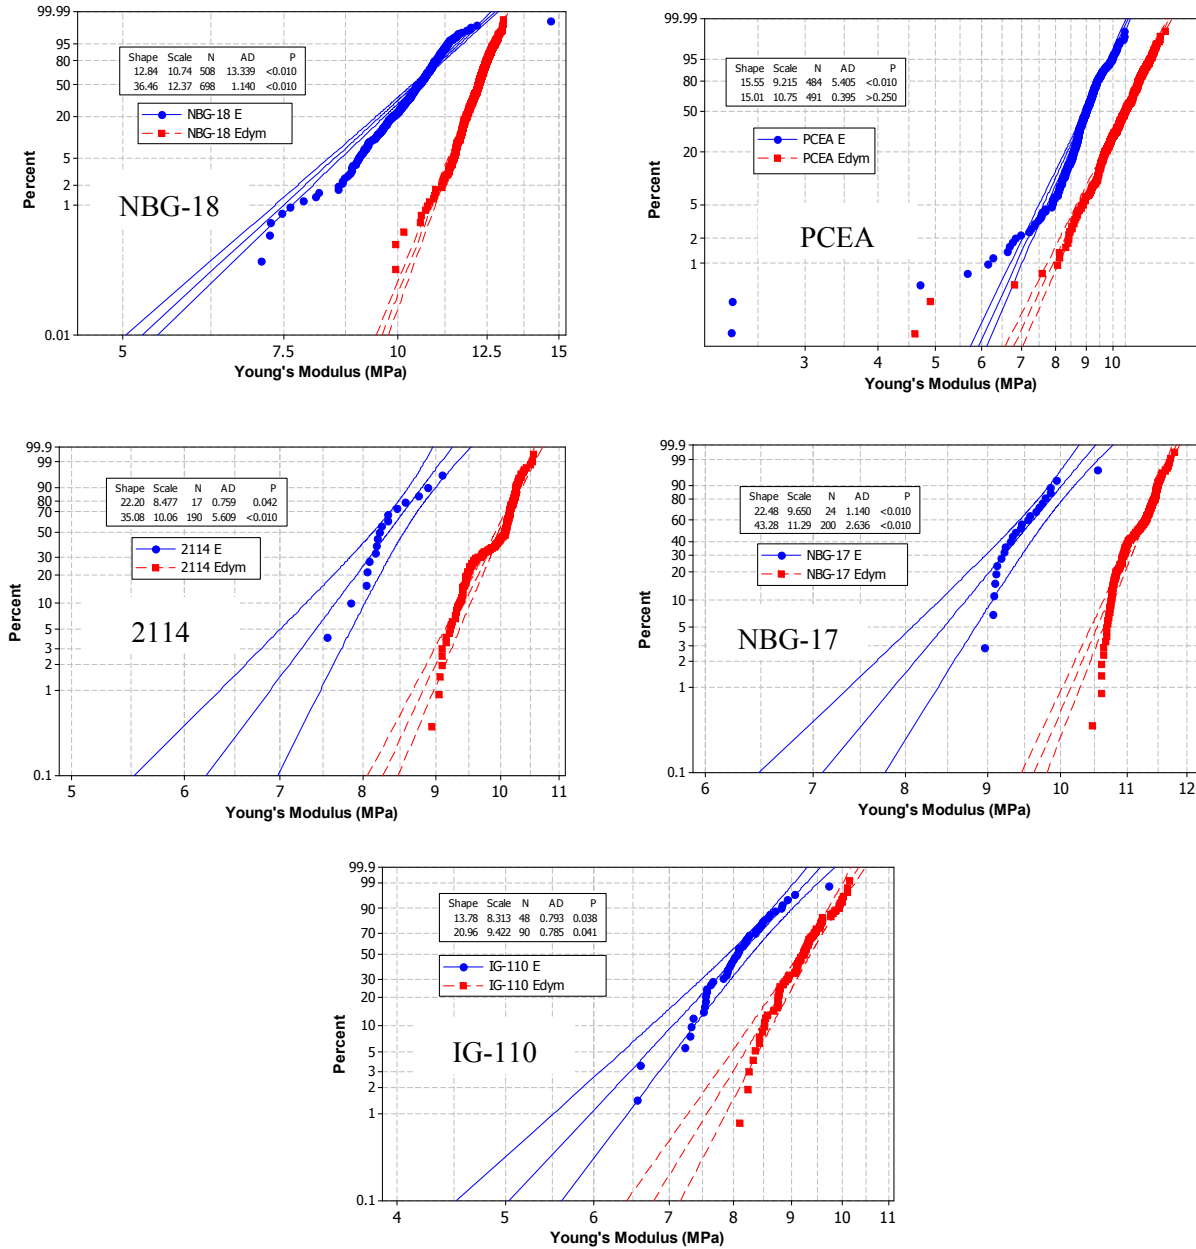 99.99
95
80
50
20
5
2
1
0.01
Percent
Shape Scale N AD P
12.84 10.74 508 13.339 <0.010
36.46 12.37 698 1.140 <0.010
NBG-18 E
NBG-18 Edym
NBG-18
5 7.5 10 12.5 15
Young's Modulus (MPa)
99.99
95
80
50
20
5
2
1
Percent
Shape Scale N AD P
15.55 9.215 484 5.405 <0.010
15.01 10.75 491 0.395 >0.250
PCEA E
PCEA Edym
PCEA
3 4 5 6 7 8 9 10
Young's Modulus (MPa)
99.9
99
90
80
70
50
30
20
10
5
3
2
1
0.1
Percent
Shape Scale N AD P
22.20 8.477 17 0.759 0.042
35.08 10.06 190 5.609 <0.010
2114 E
2114 Edym
2114
5 6 7 8 9 10 11
Young's Modulus (MPa)
99.9
99
90
80
60
40
30
20
10
5
3
2
1
0.1
Percent
Shape Scale N AD P
22.48 9.650 24 1.140 <0.010
43.28 11.29 200 2.636 <0.010
NBG-17 E
NBG-17 Edym
NBG-17
6 7 8 9 10 11 12
Young's Modulus (MPa)
99.9
99
90
70
50
30
20
10
5
3
2
1
0.1
Percent
Shape Scale N AD P
13.78 8.313 48 0.793 0.038
20.96 9.422 90 0.785 0.041
IG-110 E
IG-110 Edym
IG-110
4 5 6 7 8 9 10 11
Young's Modulus (MPa)